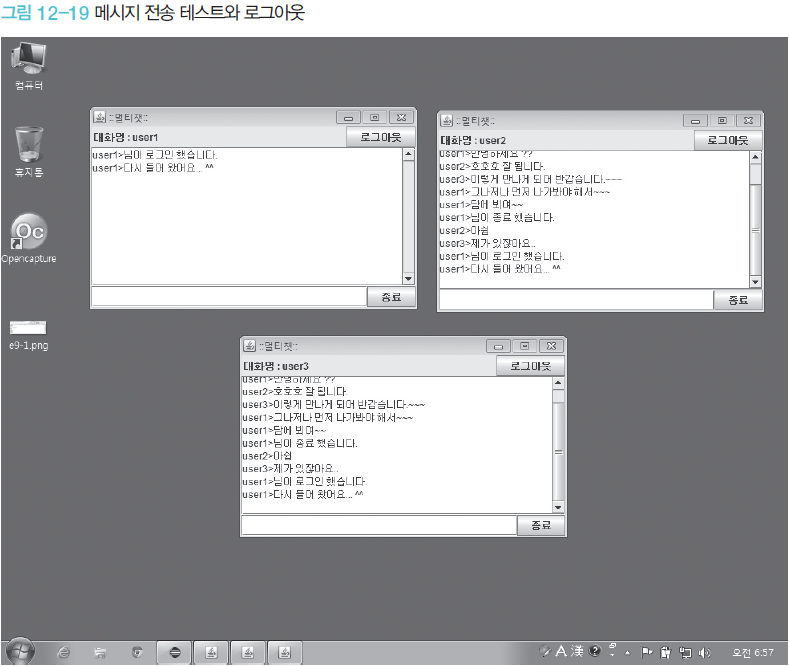 그림 12-19 메시지 전송 테스트와 로그아웃
컴퓨터
휴지통
Oc
Opencapture
e9-1.png
::멀티챗::
대화명 : user1
로그아웃
user1>님이 로그인 했습니다.
user1>다시 들어 왔어요... ^^
종료
::멀티챗::
대화명 : user2
로그아웃
user1>안녕하세요 ??
user2>호호호 잘 됩니다.
user3>이렇게 만나게 되어 반갑습니다.~~~
user1>그나저나 먼저 나가봐야 해서~~~
user1>담에 뵈여~~
user1>님이 종료 했습니다.
user2>아쉽
user3>제가 있잖아요..
user1>님이 로그인 했습니다.
user1>다시 들어 왔어요... ^^
종료
::멀티챗::
대화명 : user3
로그아웃
user1>안녕하세요 ??
user2>호호호 잘 됩니다.
user3>이렇게 만나게 되어 반갑습니다.~~~
user1>그나저나 먼저 나가봐야 해서~~~
user1>담에 뵈여~~
user1>님이 종료 했습니다.
user2>아쉽
user3>제가 있잖아요..
user1>님이 로그인 했습니다.
user1>다시 들어 왔어요... ^^
종료
A 漢
오전 6:57